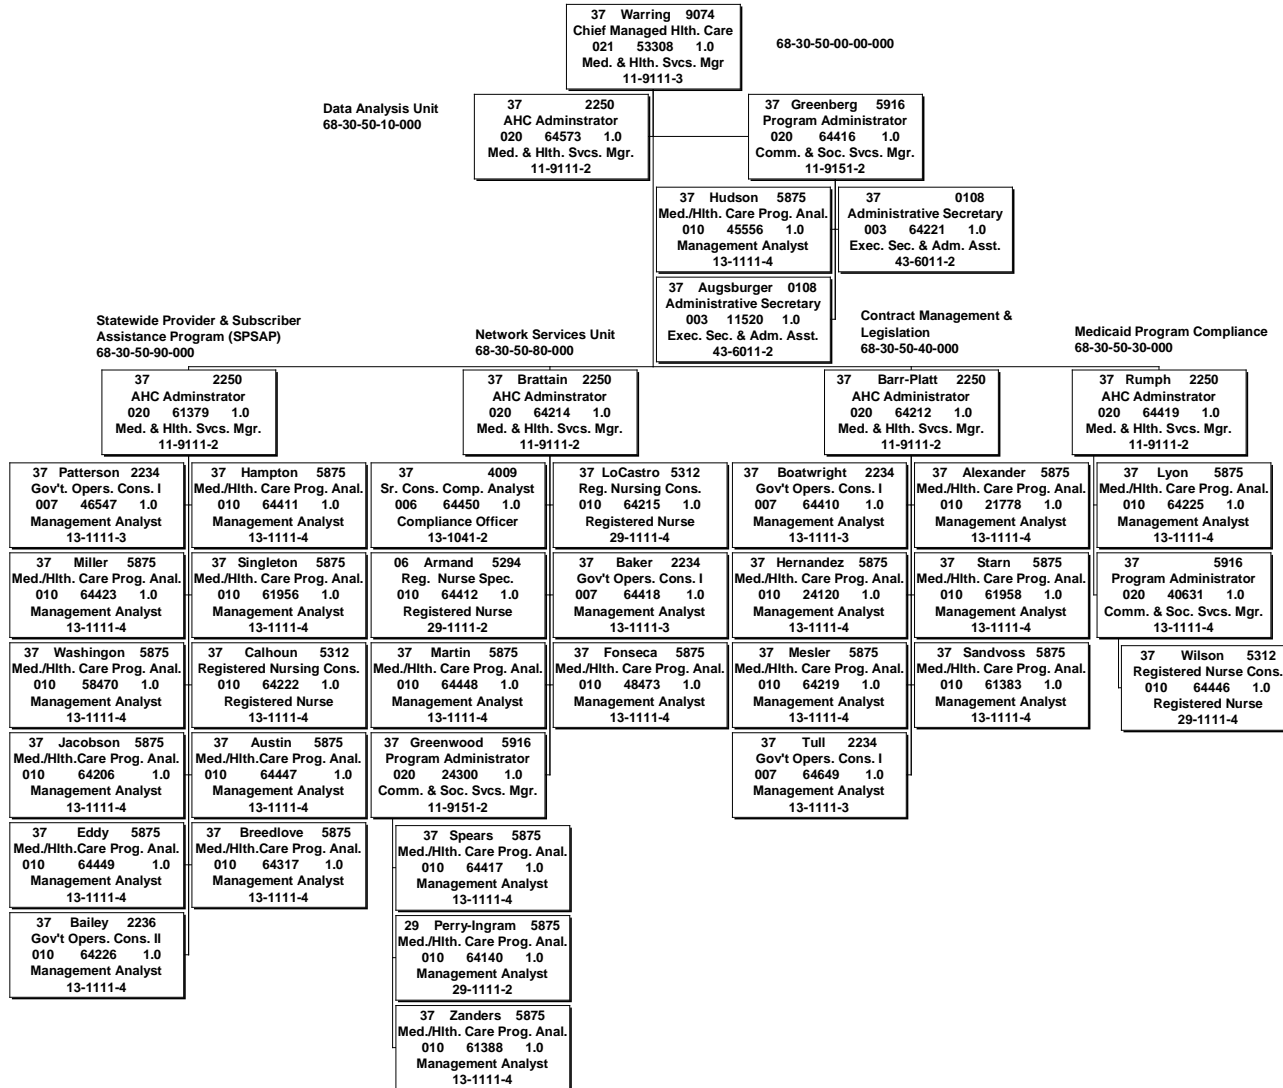 37 Warring 9074
Chief Managed Hlth. Care
021 53308 1.0
Med. & Hlth. Svcs. Mgr
11-9111-3
68-30-50-00-00-000
Data Analysis Unit
68-30-50-10-000
37 2250
AHC Adminstrator
020 64573 1.0
Med. & Hlth. Svcs. Mgr.
11-9111-2
37 Greenberg 5916
Program Administrator
020 64416 1.0
Comm. & Soc. Svcs. Mgr.
11-9151-2
37 Hudson 5875
Med./Hlth. Care Prog. Anal.
010 45556 1.0
Management Analyst
13-1111-4
37 0108
Administrative Secretary
003 64221 1.0
Exec. Sec. & Adm. Asst.
43-6011-2
37 Augsburger 0108
Administrative Secretary
003 11520 1.0
Exec. Sec. & Adm. Asst.
43-6011-2
Statewide Provider & Subscriber
Assistance Program (SPSAP)
68-30-50-90-000
Network Services Unit
68-30-50-80-000
Contract Management &
Legislation
68-30-50-40-000
Medicaid Program Compliance
68-30-50-30-000
37 2250
AHC Adminstrator
020 61379 1.0
Med. & Hlth. Svcs. Mgr.
11-9111-2
37 Brattain 2250
AHC Adminstrator
020 64214 1.0
Med. & Hlth. Svcs. Mgr.
11-9111-2
37 Barr-Platt 2250
AHC Administrator
020 64212 1.0
Med. & Hlth. Svcs. Mgr.
11-9111-2
37 Rumph 2250
AHC Adminstrator
020 64419 1.0
Med. & Hlth. Svcs. Mgr.
11-9111-2
37 Patterson 2234
Gov't. Opers. Cons. I
007 46547 1.0
Management Analyst
13-1111-3
37 Hampton 5875
Med./Hlth. Care Prog. Anal.
010 64411 1.0
Management Analyst
13-1111-4
37 4009
Sr. Cons. Comp. Analyst
006 64450 1.0
Compliance Officer
13-1041-2
37 LoCastro 5312
Reg. Nursing Cons.
010 64215 1.0
Registered Nurse
29-1111-4
37 Boatwright 2234
Gov't Opers. Cons. I
007 64410 1.0
Management Analyst
13-1111-3
37 Alexander 5875
Med./Hlth. Care Prog. Anal.
010 21778 1.0
Management Analyst
13-1111-4
37 Lyon 5875
Med./Hlth. Care Prog. Anal.
010 64225 1.0
Management Analyst
13-1111-4
37 Miller 5875
Med./Hlth. Care Prog. Anal.
010 64423 1.0
Management Analyst
13-1111-4
37 Singleton 5875
Med./Hlth. Care Prog. Anal.
010 61956 1.0
Management Analyst
13-1111-4
06 Armand 5294
Reg. Nurse Spec.
010 64412 1.0
Registered Nurse
29-1111-2
37 Baker 2234
Gov't Opers. Cons. I
007 64418 1.0
Management Analyst
13-1111-3
37 Hernandez 5875
Med./Hlth. Care Prog. Anal.
010 24120 1.0
Management Analyst
13-1111-4
37 Starn 5875
Med./Hlth. Care Prog. Anal.
010 61958 1.0
Management Analyst
13-1111-4
37 5916
Program Administrator
020 40631 1.0
Comm. & Soc. Svcs. Mgr.
13-1111-4
37 Washingon 5875
Med./Hlth. Care Prog. Anal.
010 58470 1.0
Management Analyst
13-1111-4
37 Calhoun 5312
Registered Nursing Cons.
010 64222 1.0
Registered Nurse
13-1111-4
37 Martin 5875
Med./Hlth. Care Prog. Anal.
010 64448 1.0
Management Analyst
13-1111-4
37 Fonseca 5875
Med./Hlth. Care Prog. Anal.
010 48473 1.0
Management Analyst
13-1111-4
37 Mesler 5875
Med./Hlth. Care Prog. Anal.
010 64219 1.0
Management Analyst
13-1111-4
37 Sandvoss 5875
Med./Hlth. Care Prog. Anal.
010 61383 1.0
Management Analyst
13-1111-4
37 Wilson 5312
Registered Nurse Cons.
010 64446 1.0
Registered Nurse
29-1111-4
37 Jacobson 5875
Med./Hlth.Care Prog. Anal.
010 64206 1.0
Management Analyst
13-1111-4
37 Austin 5875
Med./Hlth.Care Prog. Anal.
010 64447 1.0
Management Analyst
13-1111-4
37 Greenwood 5916
Program Administrator
020 24300 1.0
Comm. & Soc. Svcs. Mgr.
11-9151-2
37 Tull 2234
Gov't Opers. Cons. I
007 64649 1.0
Management Analyst
13-1111-3
37 Eddy 5875
Med./Hlth.Care Prog. Anal.
010 64449 1.0
Management Analyst
13-1111-4
37 Breedlove 5875
Med./Hlth.Care Prog. Anal.
010 64317 1.0
Management Analyst
13-1111-4
37 Spears 5875
Med./Hlth. Care Prog. Anal.
010 64417 1.0
Management Analyst
13-1111-4
37 Bailey 2236
Gov't Opers. Cons. II
010 64226 1.0
Management Analyst
13-1111-4
29 Perry-Ingram 5875
Med./Hlth. Care Prog. Anal.
010 64140 1.0
Management Analyst
29-1111-2
37 Zanders 5875
Med./Hlth. Care Prog. Anal.
010 61388 1.0
Management Analyst
13-1111-4